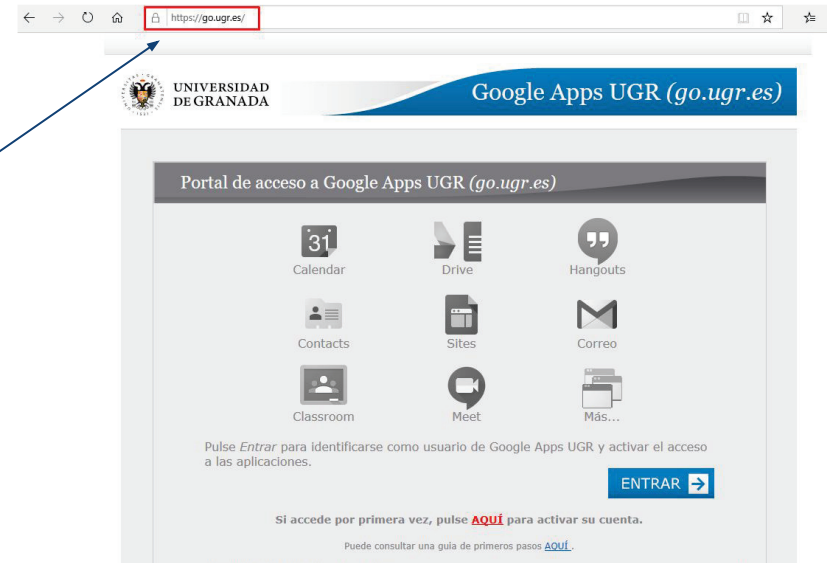 https://go.ugr.es/
UNIVERSIDAD
DE GRANADA
Google Apps UGR (go.ugr.es)
Portal de acceso a Google Apps UGR (go.ugr.es)
31
Calendar
Drive
Hangouts
Contacts
Sites
Correo
Classroom
Meet
Más...
Pulse Entrar para identificarse como usuario de Google Apps UGR y activar el acceso
a las aplicaciones.
ENTRAR
Si accede por primera vez, pulse AQUÍ para activar su cuenta.
Puede consultar una guia de primeros pasos AQUÍ .